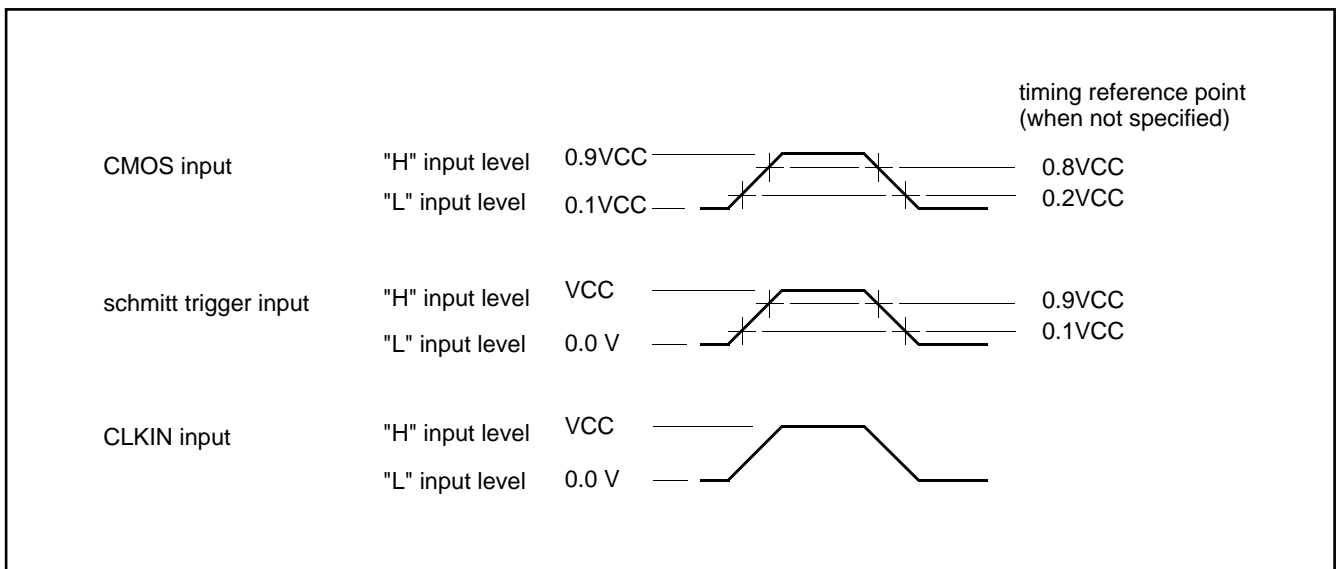 timing reference point
(when not specified)
CMOS input "H" input level 0.9VCC 0.8VCC
"L" input level 0.1VCC 0.2VCC
schmitt trigger input "H" input level VCC 0.9VCC
"L" input level 0.0 V 0.1VCC
CLKIN input "H" input level VCC
"L" input level 0.0 V